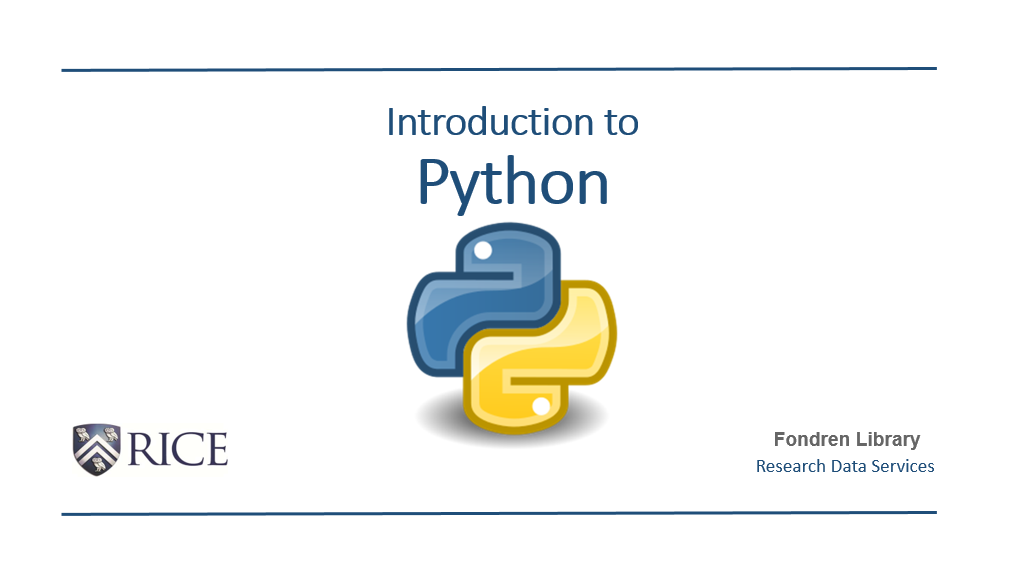 Introduction to
Python
RICE
Fondren Library
Research Data Services